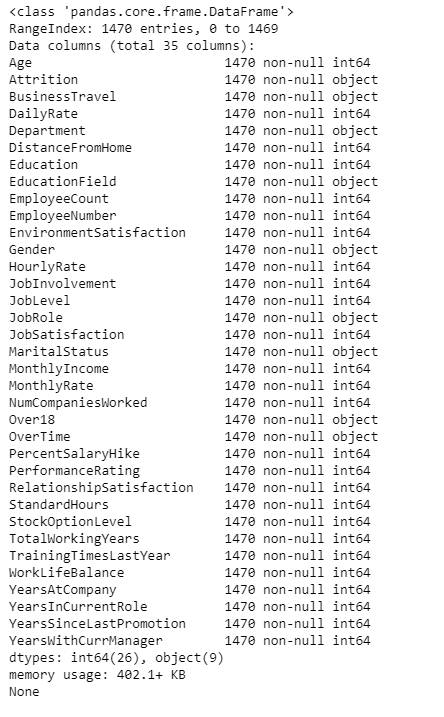 <class 'pandas.core.frame.DataFrame'>
RangeIndex: 1470 entries, 0 to 1469
Data columns (total 35 columns):
Age                         1470 non-null int64
Attrition                   1470 non-null object
BusinessTravel              1470 non-null object
DailyRate                   1470 non-null int64
Department                  1470 non-null object
DistanceFromHome            1470 non-null int64
Education                   1470 non-null int64
EducationField              1470 non-null object
EmployeeCount               1470 non-null int64
EmployeeNumber              1470 non-null int64
EnvironmentSatisfaction     1470 non-null int64
Gender                      1470 non-null object
HourlyRate                  1470 non-null int64
JobInvolvement              1470 non-null int64
JobLevel                    1470 non-null int64
JobRole                     1470 non-null object
JobSatisfaction             1470 non-null int64
MaritalStatus               1470 non-null object
MonthlyIncome               1470 non-null int64
MonthlyRate                 1470 non-null int64
NumCompaniesWorked          1470 non-null int64
Over18                      1470 non-null object
OverTime                    1470 non-null object
PercentSalaryHike           1470 non-null int64
PerformanceRating           1470 non-null int64
RelationshipSatisfaction    1470 non-null int64
StandardHours               1470 non-null int64
StockOptionLevel            1470 non-null int64
TotalWorkingYears           1470 non-null int64
TrainingTimesLastYear       1470 non-null int64
WorkLifeBalance             1470 non-null int64
YearsAtCompany              1470 non-null int64
YearsInCurrentRole          1470 non-null int64
YearsSinceLastPromotion     1470 non-null int64
YearsWithCurrManager        1470 non-null int64
dtypes: int64(26), object(9)
memory usage: 402.1+ KB
None